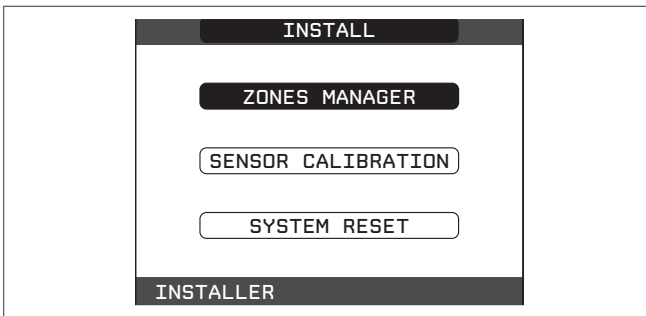 INSTALL
ZONES MANAGER
SENSOR CALIBRATION
SYSTEM RESET
INSTALLER